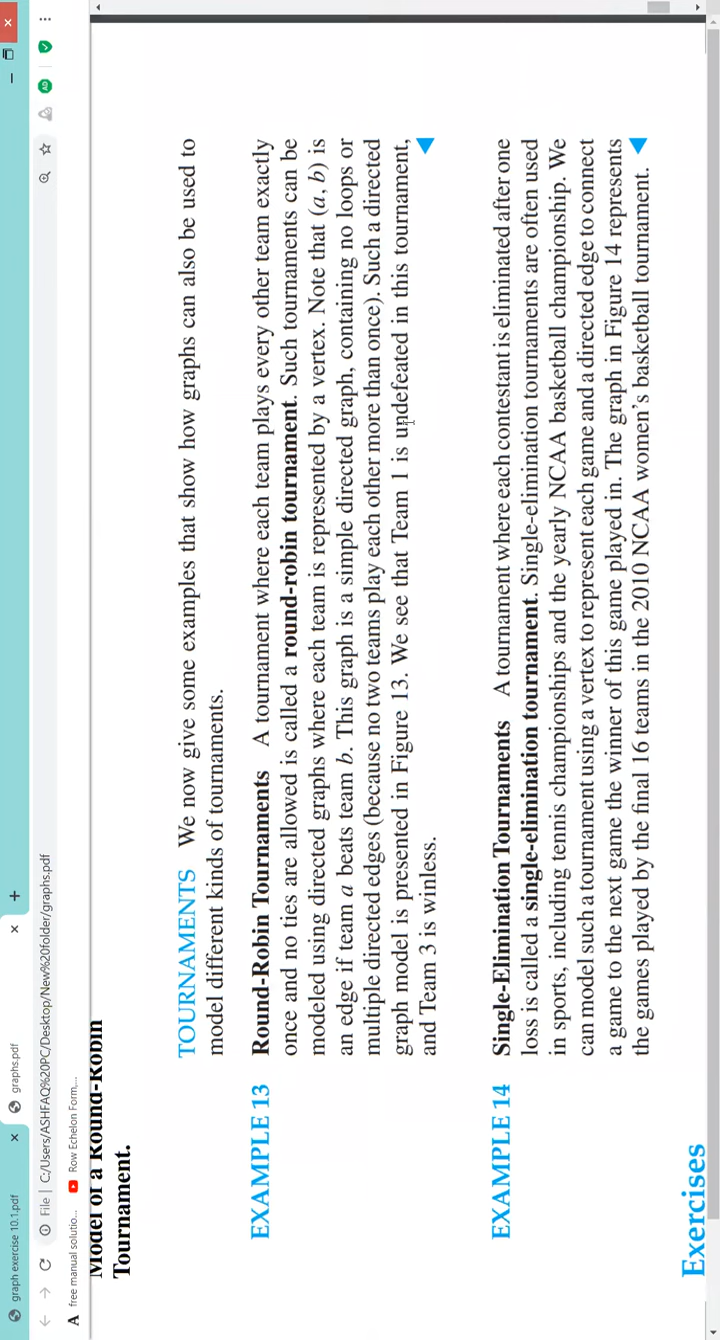 graph exercise 10.1.pdf
graphs.pdf
File | C:/Users/ASHFAQ%20PC/Desktop/New%20folder/graphs.pdf
free manual solutio...
Row Echelon Form,...
Model of a Round-Robin
Tournament.
TOURNAMENTS We now give some examples that show how graphs can also be used to
model different kinds of tournaments.
EXAMPLE 13 Round-Robin Tournaments A tournament where each team plays every other team exactly
once and no ties are allowed is called a round-robin tournament. Such tournaments can be
modeled using directed graphs where each team is represented by a vertex. Note that (a, b) is
an edge if team a beats team b. This graph is a simple directed graph, containing no loops or
multiple directed edges (because no two teams play each other more than once). Such a directed
graph model is presented in Figure 13. We see that Team 1 is undefeated in this tournament,
and Team 3 is winless.
EXAMPLE 14 Single-Elimination Tournaments A tournament where each contestant is eliminated after one
loss is called a single-elimination tournament. Single-elimination tournaments are often used
in sports, including tennis championships and the yearly NCAA basketball championship. We
can model such a tournament using a vertex to represent each game and a directed edge to connect
a game to the next game the winner of this game played in. The graph in Figure 14 represents
the games played by the final 16 teams in the 2010 NCAA women's basketball tournament.
Exercises